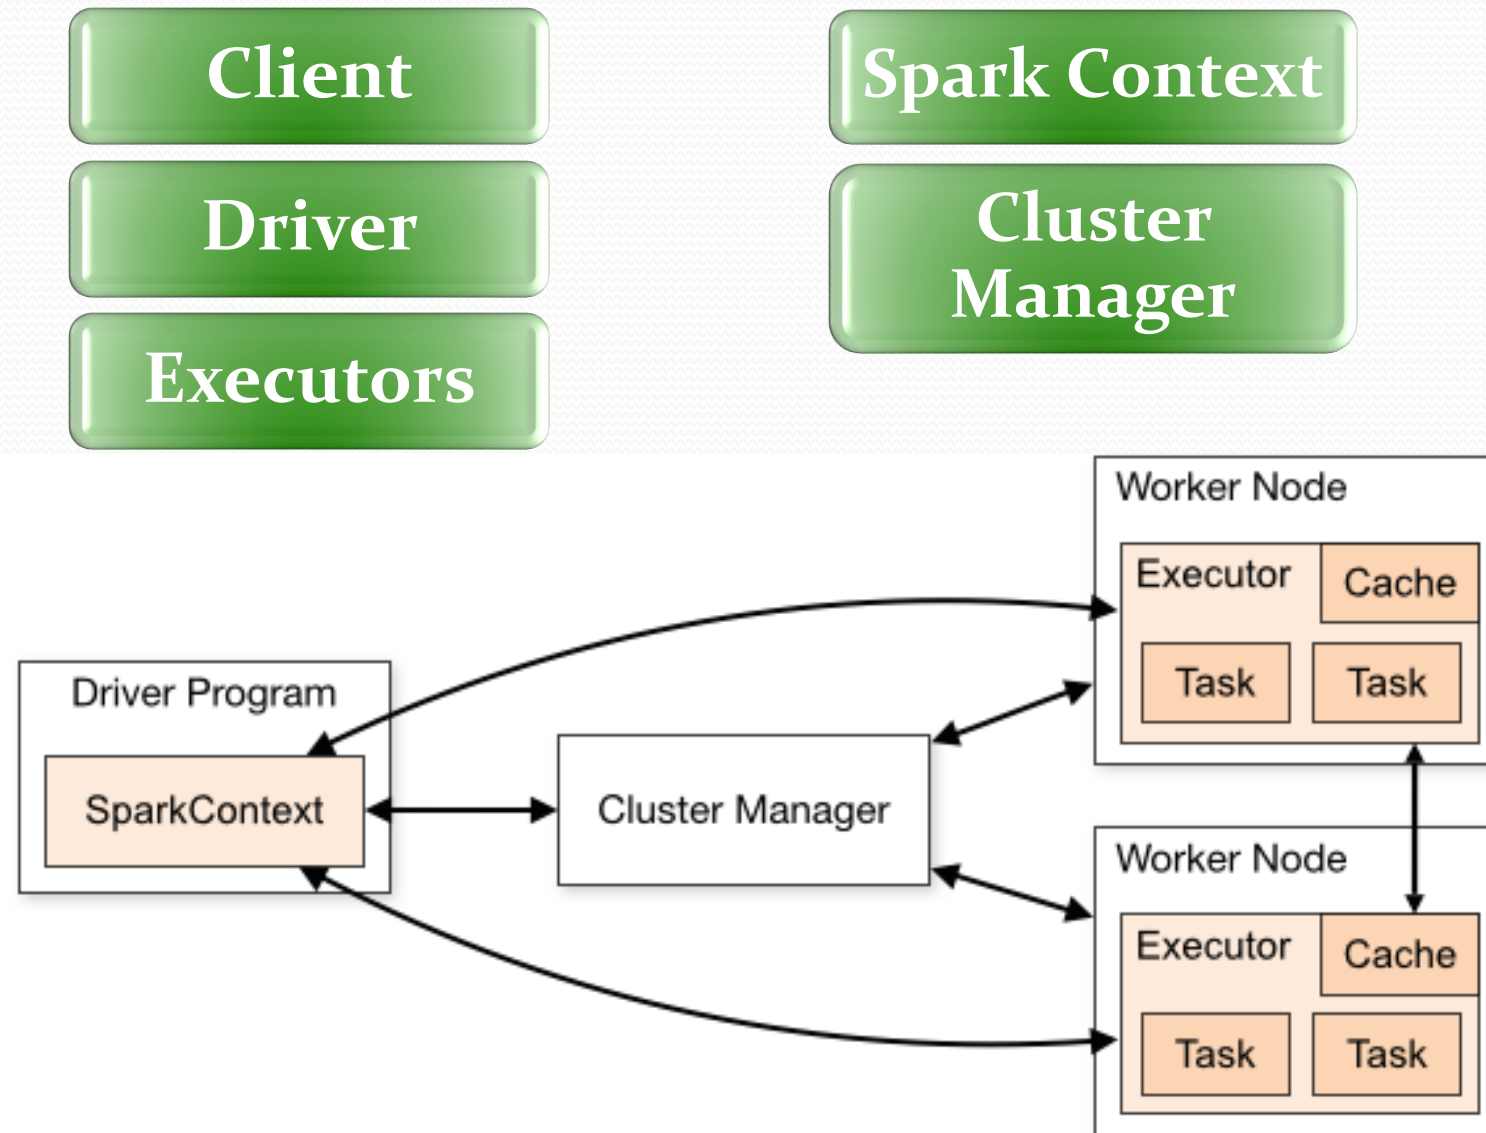 Client
Driver
Executors
Spark Context
Cluster
Manager
Driver Program
SparkContext
Cluster Manager
Worker Node
Executor
Cache
Task
Task
Worker Node
Executor
Cache
Task
Task